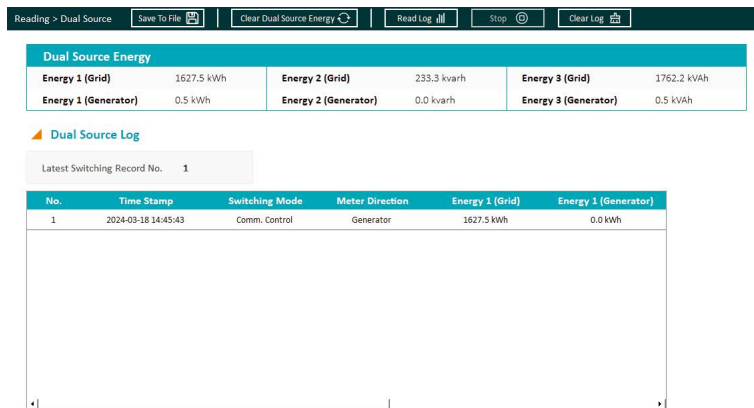 Reading > Dual Source Save To File Clear Dual Source Energy Read Log Stop Clear Log
Dual Source Energy
Energy 1 (Grid) 1627.5 kWh Energy 2 (Grid) 233.3 kvarh Energy 3 (Grid) 1762.2 kVAh
Energy 1 (Generator) 0.5 kWh Energy 2 (Generator) 0.0 kvarh Energy 3 (Generator) 0.5 kVAh
Dual Source Log
Latest Switching Record No. 1
No. Time Stamp Switching Mode Meter Direction Energy 1 (Grid) Energy 1 (Generator)
1 2024-03-18 14:45:43 Comm. Control Generator 1627.5 kWh 0.0 kWh